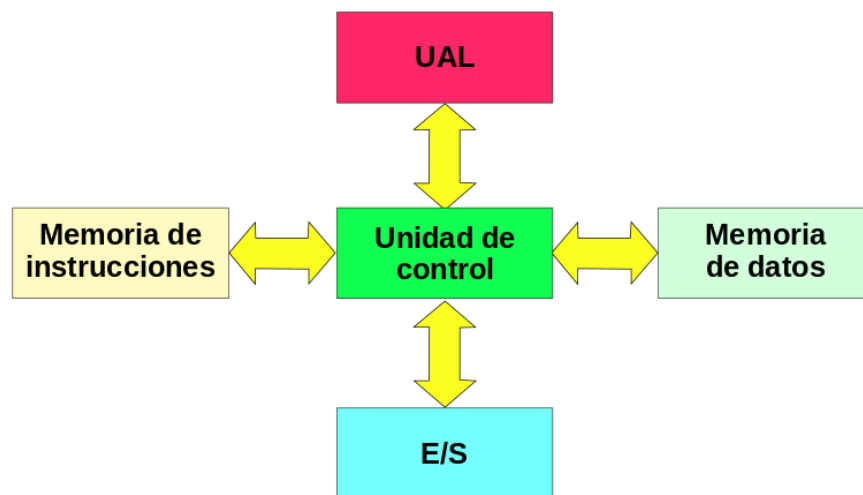 UAL
Memoria de
instrucciones
Unidad de
control
Memoria
de datos
E/S